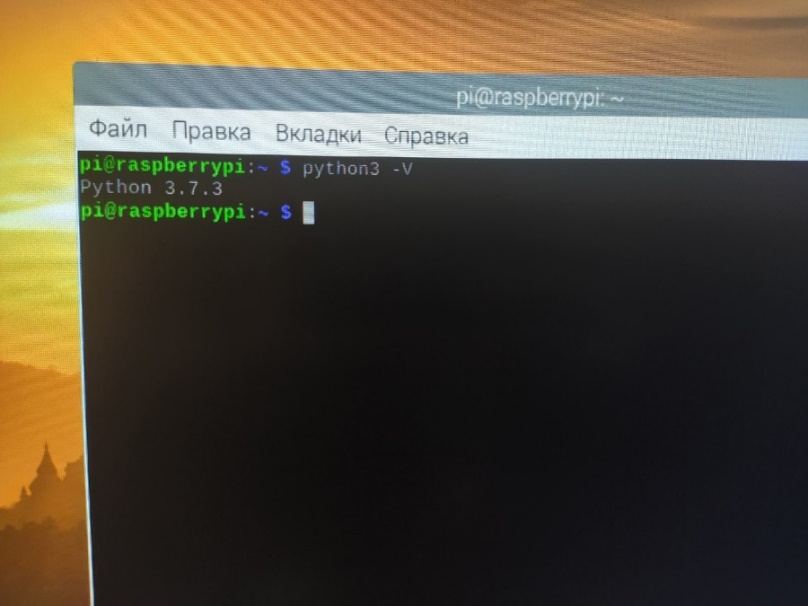 pi@raspberrypi: ~
Файл Правка Вкладки Справка
pi@raspberrypi:~ $ python3 -V
Python 3.7.3
pi@raspberrypi:~ $